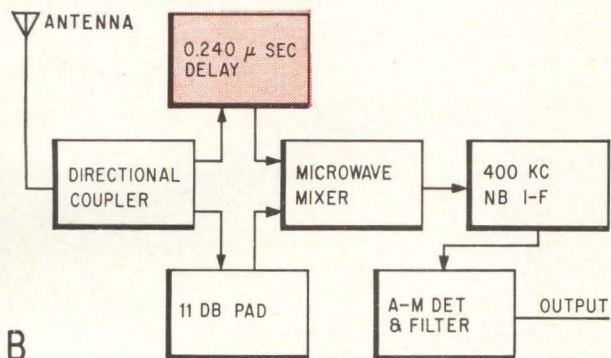 ANTENNA
0.240 μ SEC
DELAY
DIRECTIONAL
COUPLER
MICROWAVE
MIXER
400 KC
NB I-F
11 DB PAD
A-M DET
& FILTER
OUTPUT
B